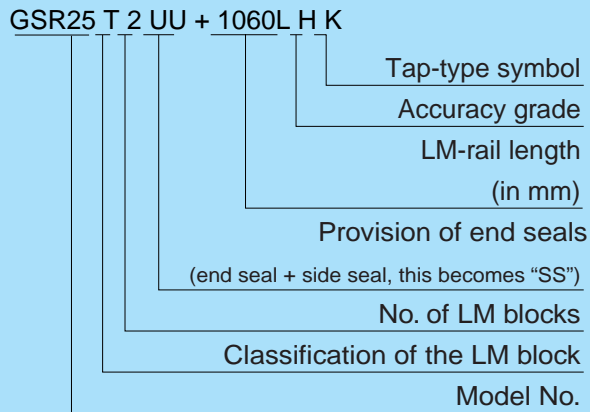 GSR25 T 2 UU + 1060L H K
Tap-type symbol
Accuracy grade
LM-rail length
(in mm)
Provision of end seals
(end seal + side seal, this becomes “SS”)
No. of LM blocks
Classification of the LM block
Model No.